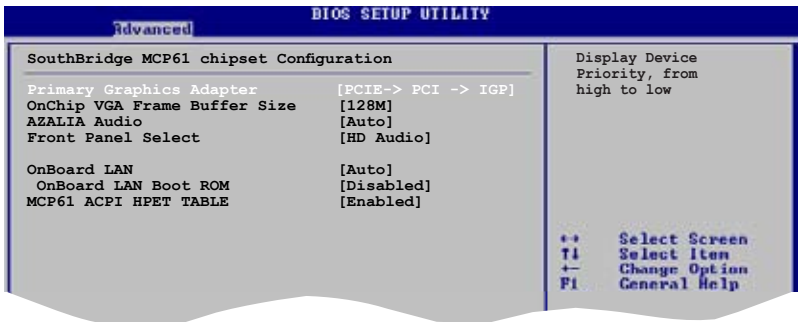 BIOS SETUP UTILITY
Advanced
SouthBridge MCP61 chipset Configuration
Primary Graphics Adapter [PCIE-> PCI -> IGP]
OnChip VGA Frame Buffer Size [128M]
AZALIA Audio [Auto]
Front Panel Select [HD Audio]
OnBoard LAN [Auto]
OnBoard LAN Boot ROM [Disabled]
MCP61 ACPI HPET TABLE [Enabled]
Display Device
Priority, from
high to low
↔ Select Screen
↑↓ Select Item
+- Change Option
F1 General Help